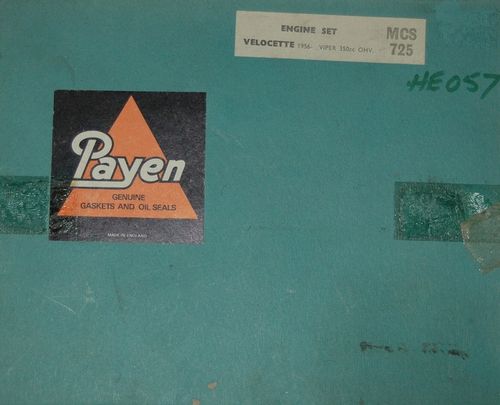 ENGINE SET
VELOCETTE 1956- VIPER 350cc OHV.
MCS
725
HE057
Payen
GENUINE
GASKETS AND OIL SEALS
MADE IN ENGLAND